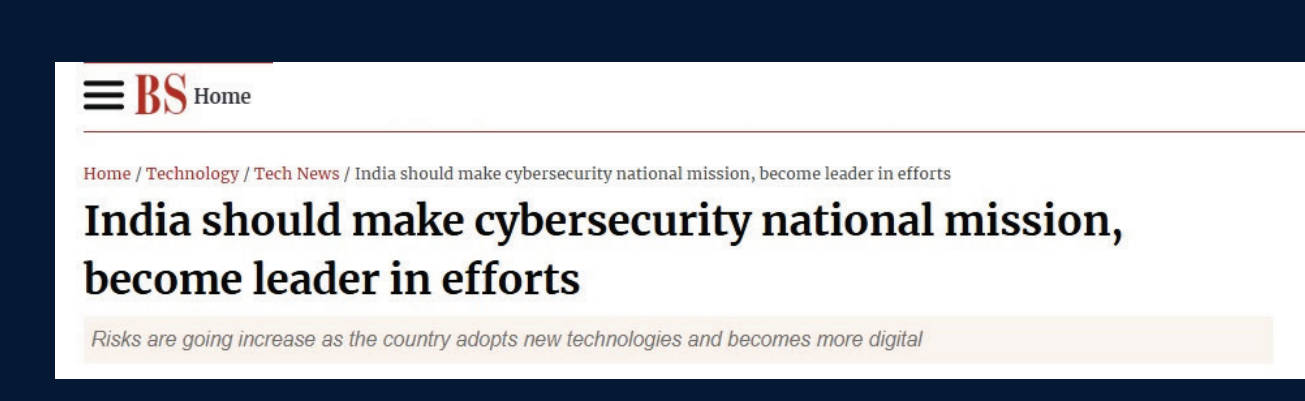 BS Home
Home / Technology / Tech News / India should make cybersecurity national mission, become leader in efforts
India should make cybersecurity national mission,
become leader in efforts
Risks are going increase as the country adopts new technologies and becomes more digital